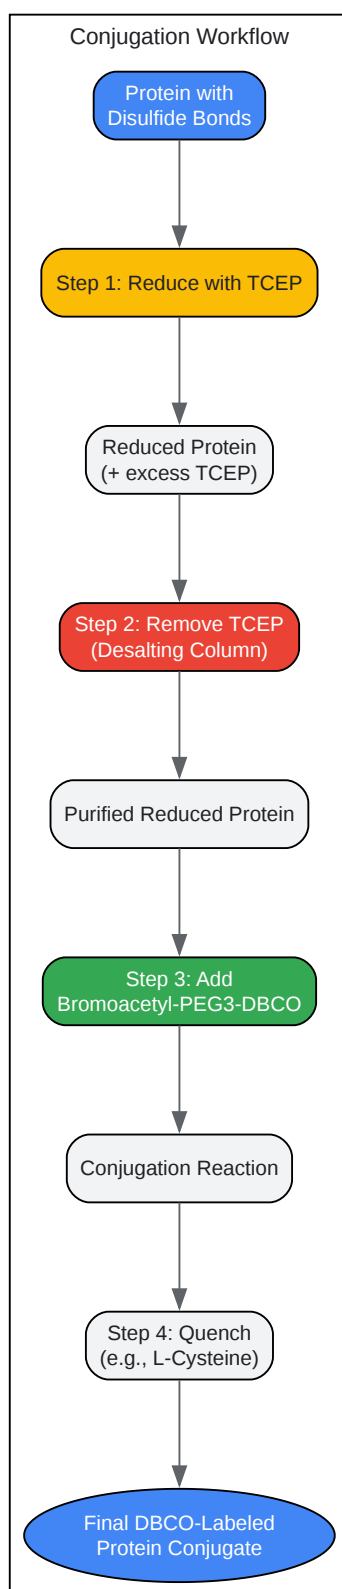 Conjugation Workflow
Protein with
Disulfide Bonds
Step 1: Reduce with TCEP
Reduced Protein
(+ excess TCEP)
Step 2: Remove TCEP
(Desalting Column)
Purified Reduced Protein
Step 3: Add
Bromoacetyl-PEG3-DBCO
Conjugation Reaction
Step 4: Quench
(e.g., L-Cysteine)
Final DBCO-Labeled
Protein Conjugate